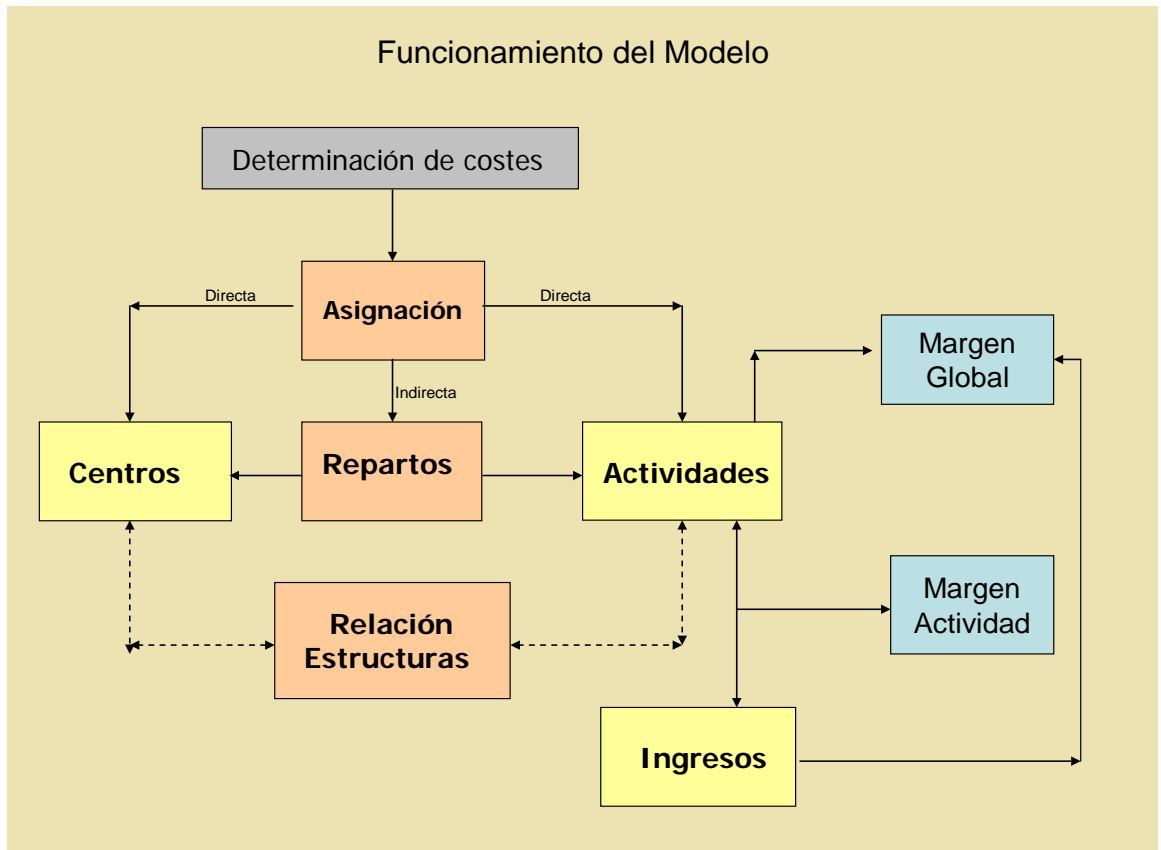 Funcionamiento del Modelo
Determinación de costes
Directa
Asignación
Directa
Indirecta
Margen
Global
Centros
Repartos
Actividades
Margen
Actividad
Relación
Estructuras
Ingresos